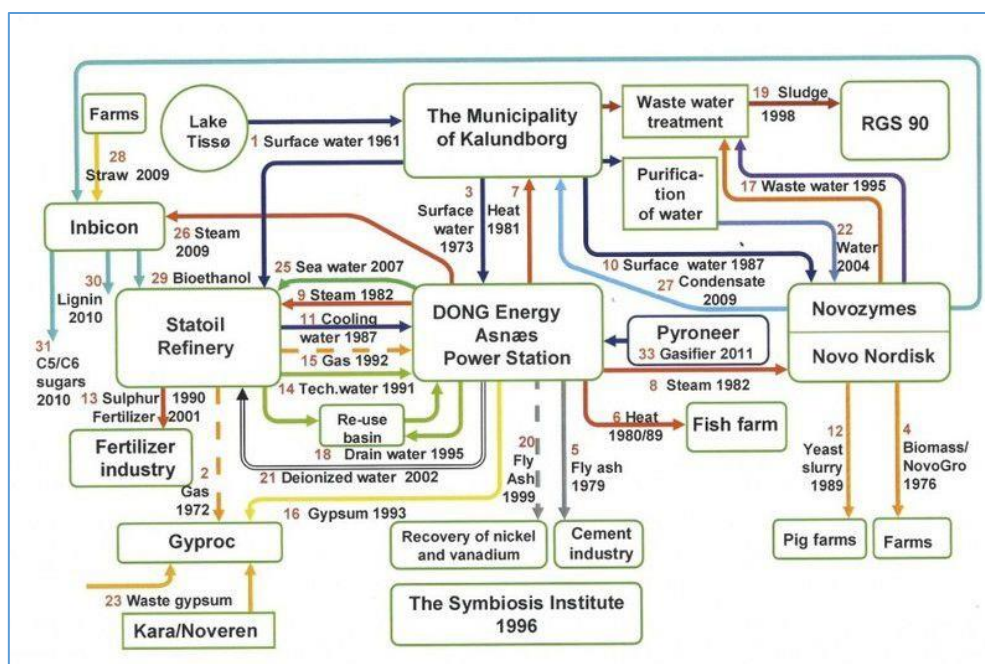 Farms
Lake
Tissø
The Municipality
of Kalundborg
Waste water
treatment
19 Sludge
1998
RGS 90
1 Surface water 1961
28
Straw 2009
3
Surface
water
1973
7
Heat
1981
Purifica-
tion
of water
17 Waste water 1995
Inbicon
26 Steam
2009
22
Water
2004
10 Surface water 1987
27 Condensate
2009
30
Lignin
2010
29 Bioethanol
25 Sea water 2007
9 Steam 1982
11 Cooling
water 1987
15 Gas 1992
14 Tech.water 1991
Statoil
Refinery
DONG Energy
Asnæs
Power Station
Pyroneer
33 Gasifier 2011
Novozymes
Novo Nordisk
8 Steam 1982
31
C5/C6
sugars
2010
13 Sulphur 1990
Fertilizer 2001
Fertilizer
industry
Re-use
basin
18 Drain water 1995
21 Deionized water 2002
6 Heat
1980/89
Fish farm
20
Fly
Ash
1999
5
Fly ash
1979
12
Yeast
slurry
1989
4
Biomass/
NovoGro
1976
2
Gas
1972
16 Gypsum 1993
Gyproc
Recovery of nickel
and vanadium
Cement
industry
Pig farms
Farms
23 Waste gypsum
Kara/Noveren
The Symbiosis Institute
1996